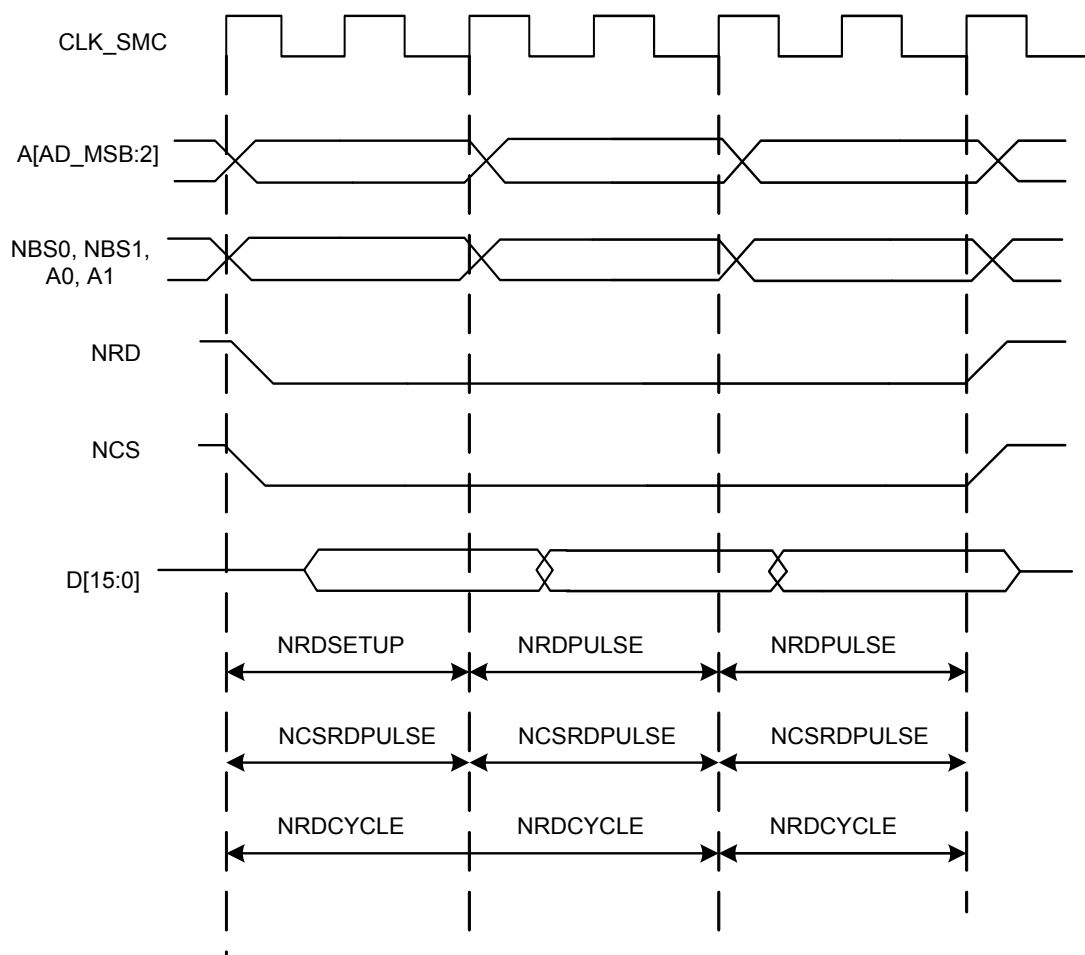 CLK_SMC
A[AD_MSB:2]
NBS0, NBS1,
A0, A1
NRD
NCS
D[15:0]
NRDSETUP NRDPULSE NRDPULSE
NCSRDPULSE NCSRDPULSE NCSRDPULSE
NRDCYCLE NRDCYCLE NRDCYCLE